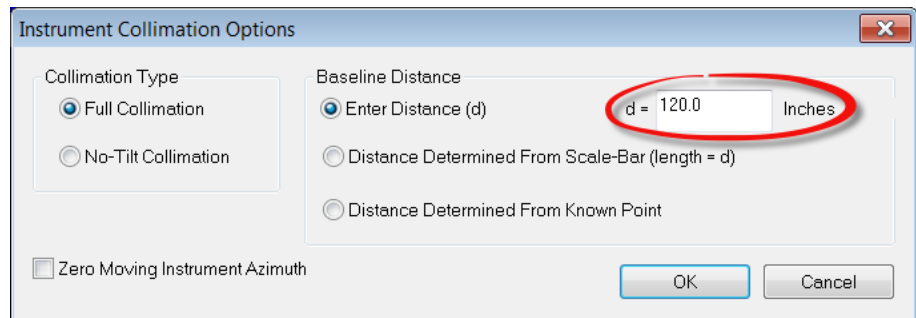 Instrument Collimation Options
Collimation Type
Full Collimation
No-Tilt Collimation
Baseline Distance
Enter Distance (d)
d = 120.0 Inches
Distance Determined From Scale-Bar (length = d)
Distance Determined From Known Point
Zero Moving Instrument Azimuth
OK
Cancel